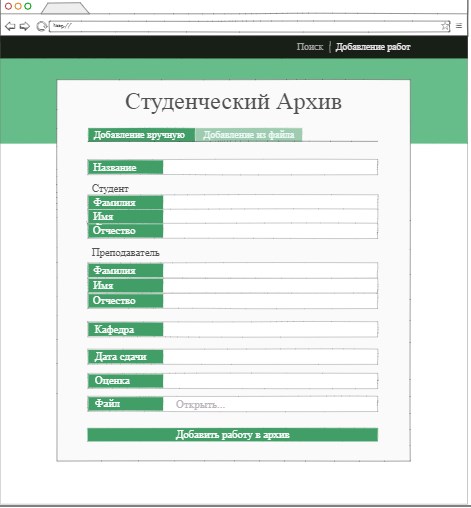 http://
Поиск | Добавление работ
Студенческий Архив
Добавление вручную Добавление из файла
Название
Студент
Фамилия
Имя
Отчество
Преподаватель
Фамилия
Имя
Отчество
Кафедра
Дата сдачи
Оценка
Файл Открыть...
Добавить работу в архив